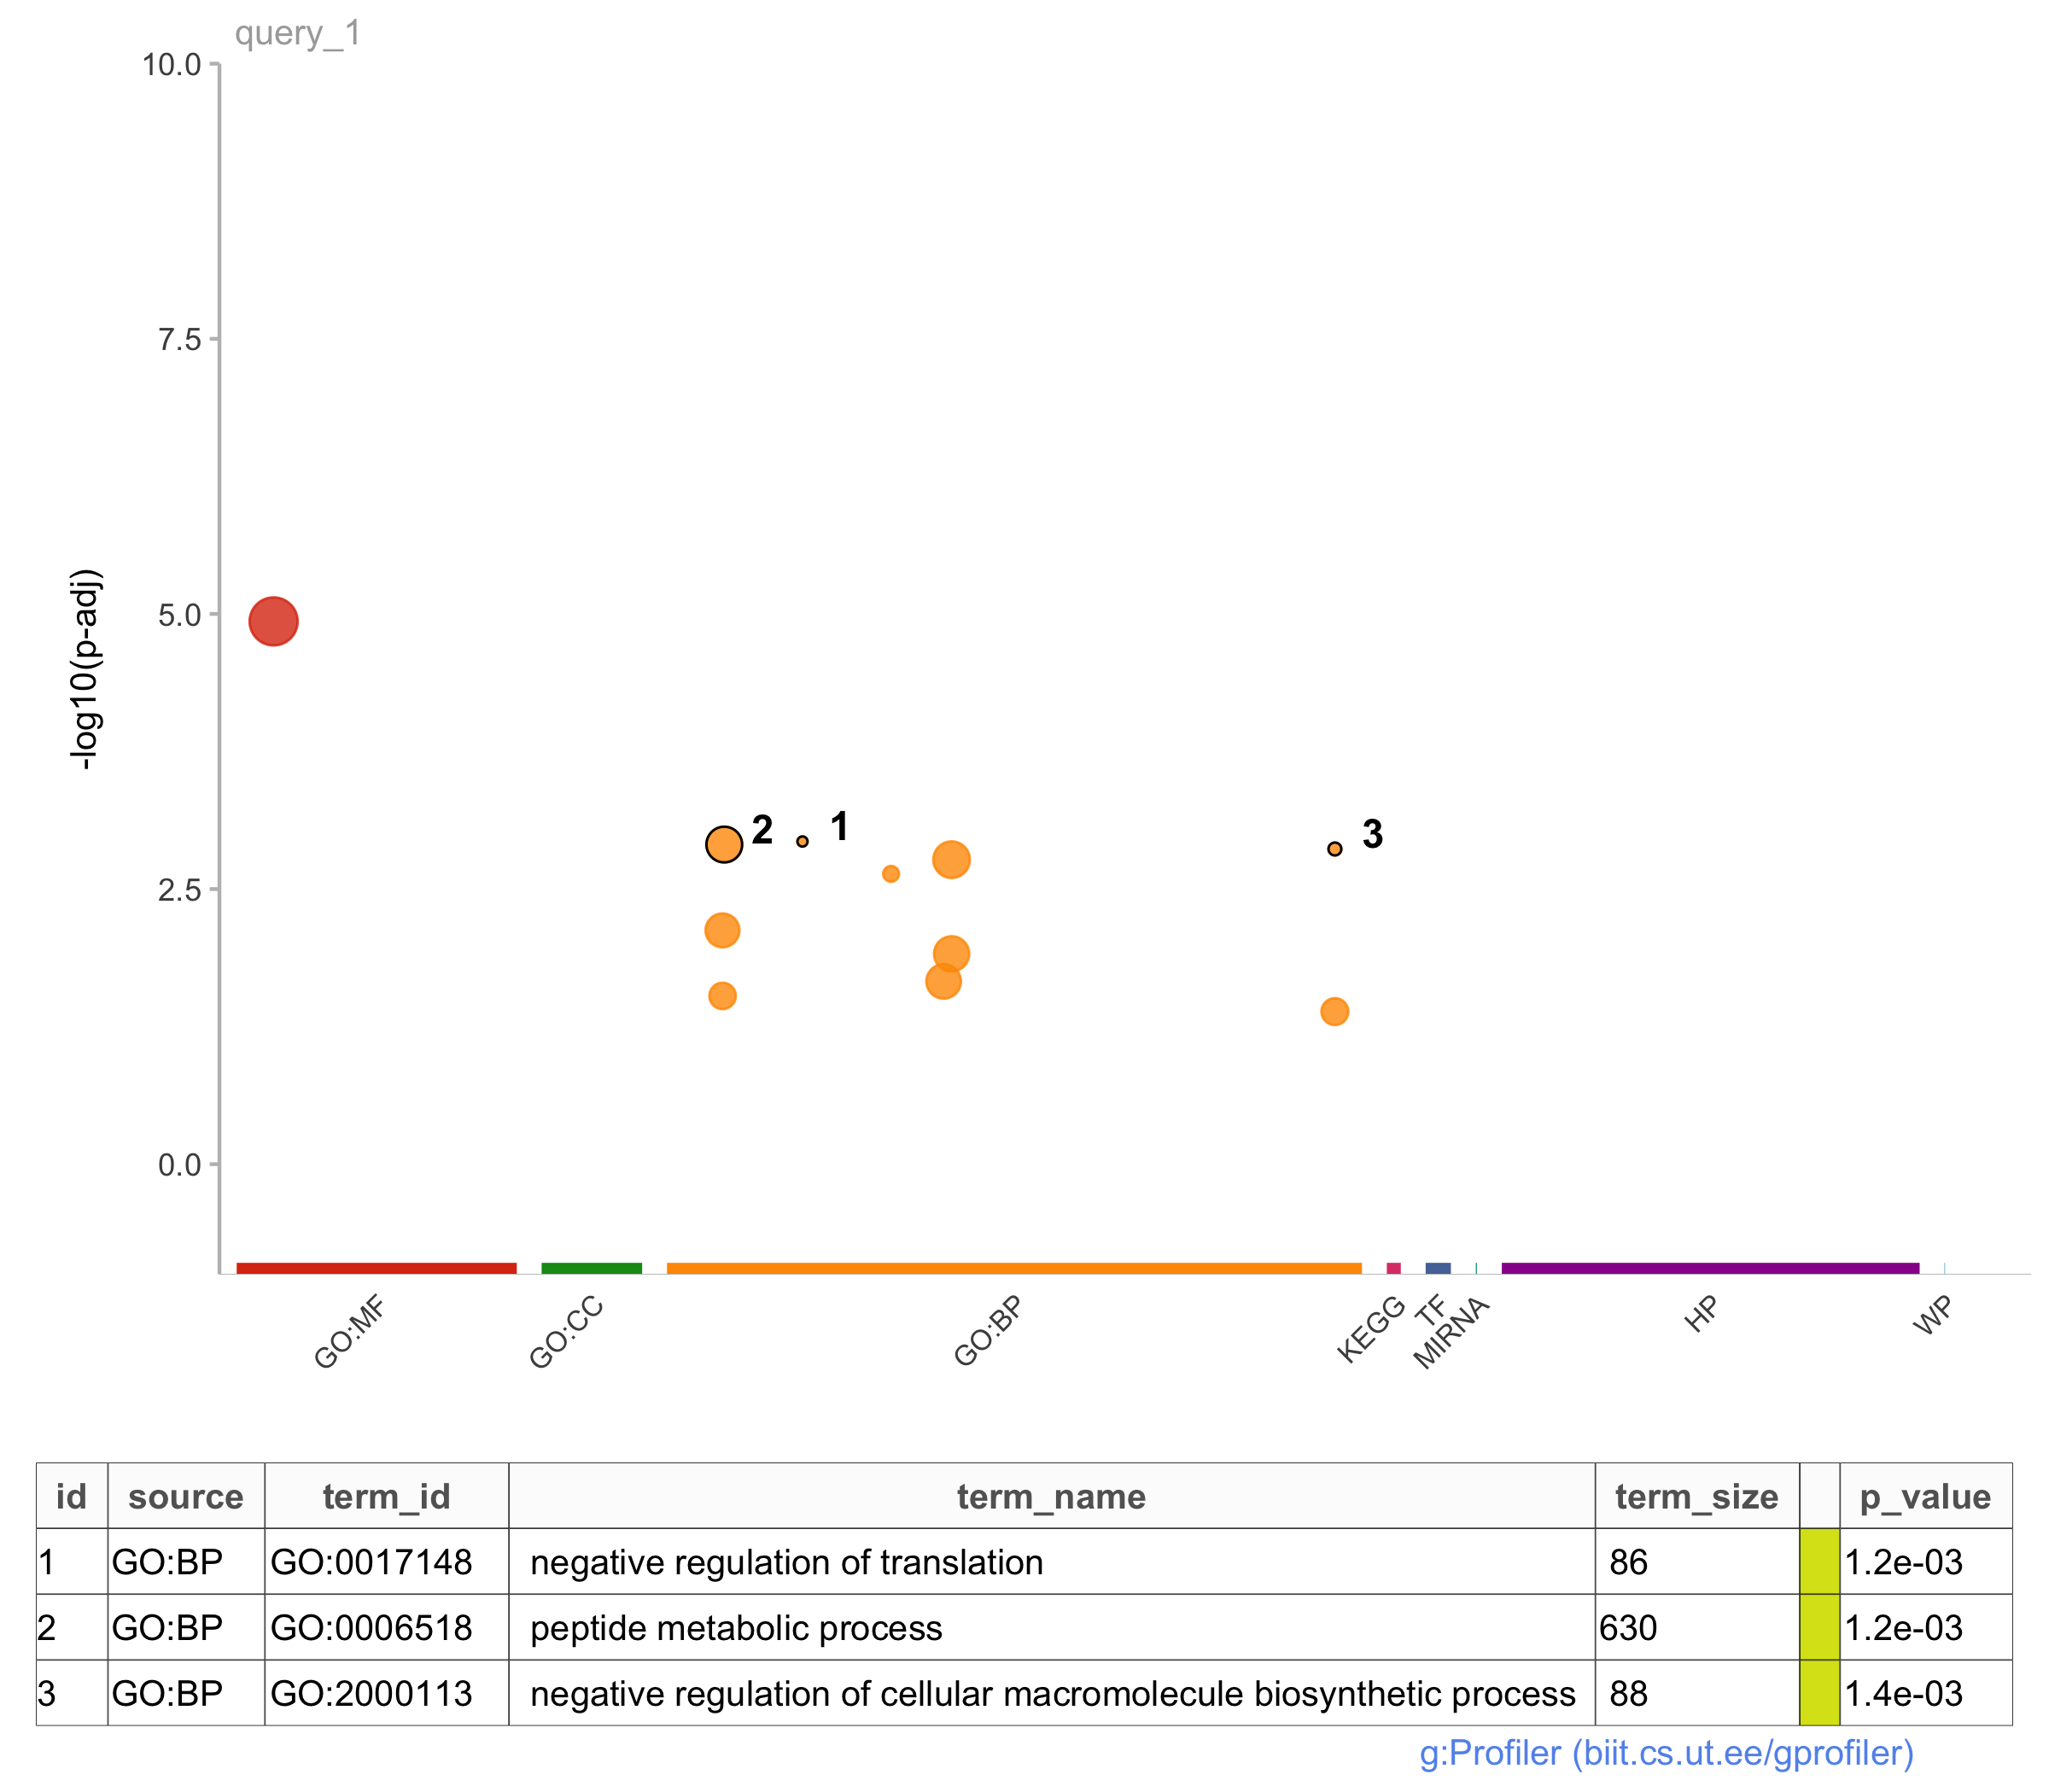 query_1
10.0
7.5
5.0
2.5
0.0
-log10(p-adj)
2
1
3
GO:MF
GO:CC
GO:BP
KEGG
TF
MIRNA
HP
WP
id source term_id term_name term_size p_value
1 GO:BP GO:0017148 negative regulation of translation 86 1.2e-03
2 GO:BP GO:0006518 peptide metabolic process 630 1.2e-03
3 GO:BP GO:2000113 negative regulation of cellular macromolecule biosynthetic process 88 1.4e-03
g:Profiler (biit.cs.ut.ee/gprofiler)